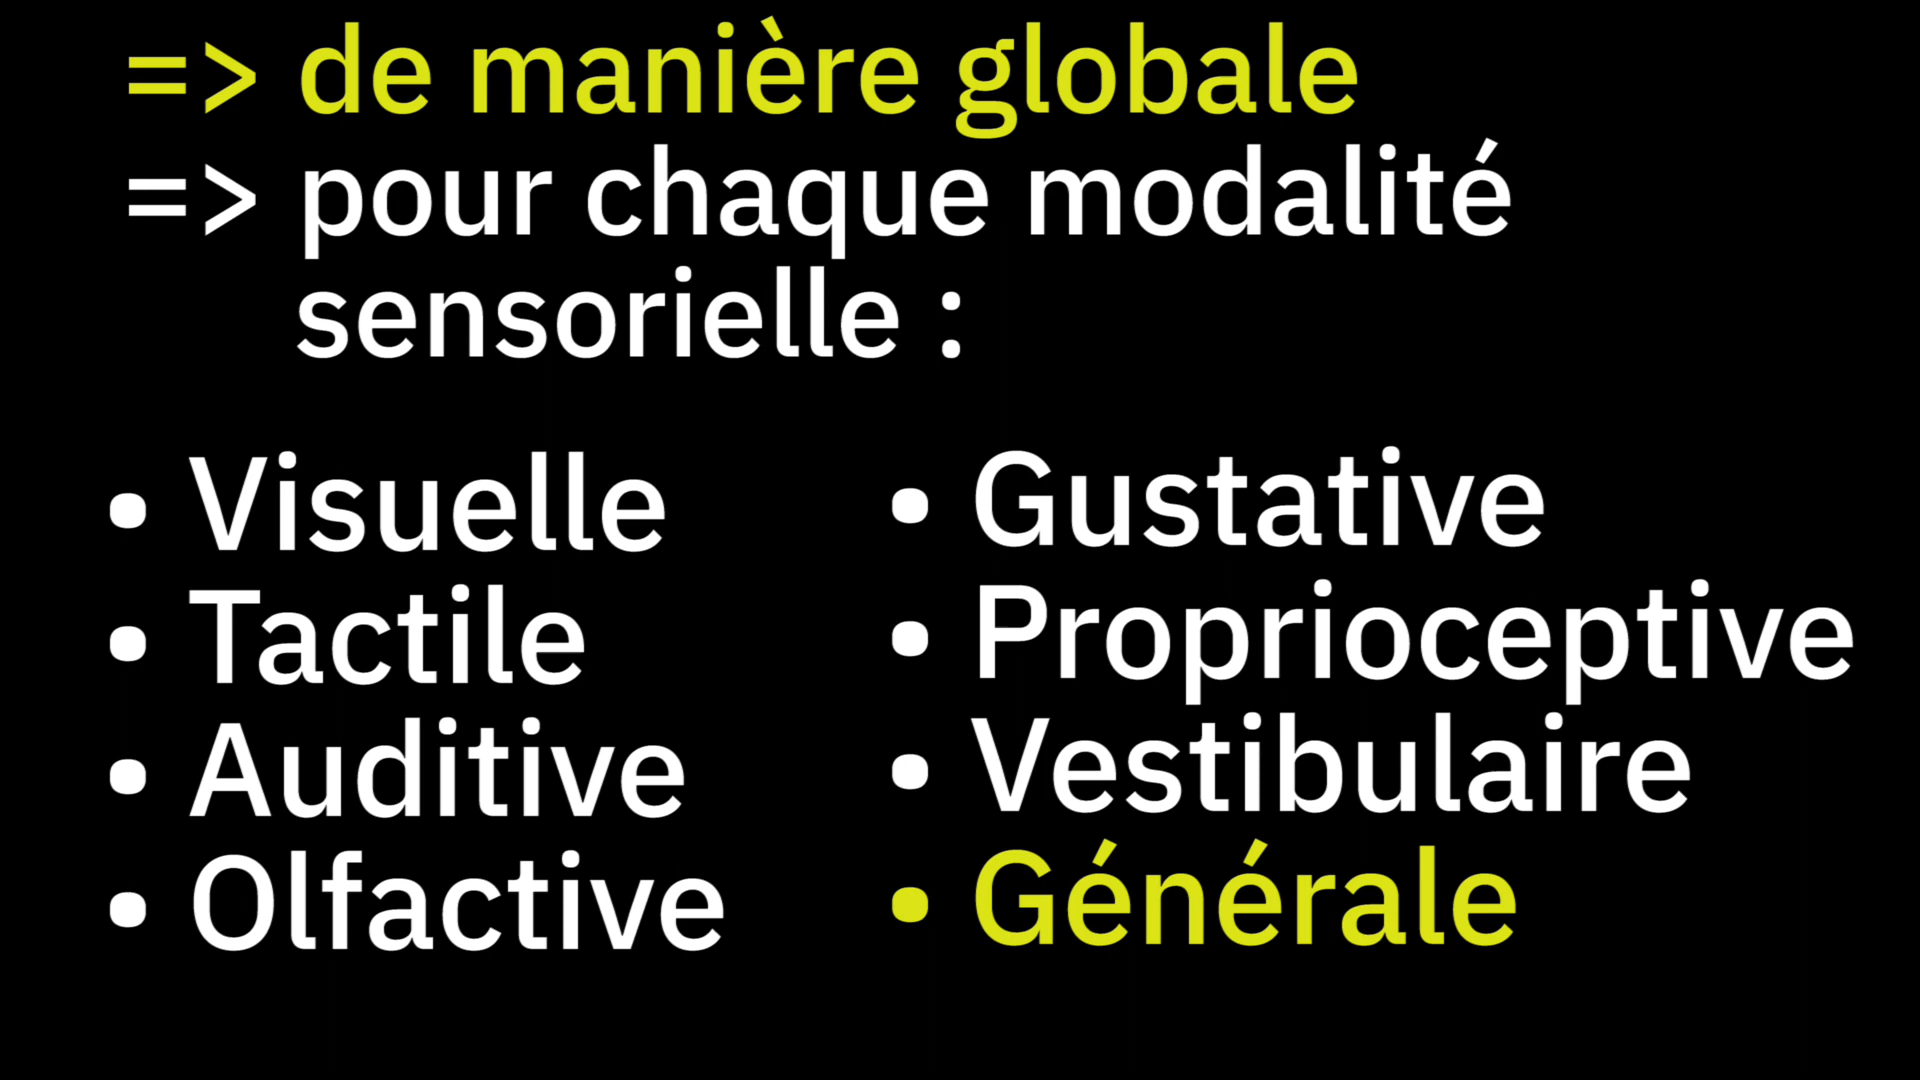 => de manière globale
=> pour chaque modalité
sensorielle :
• Visuelle
• Tactile
• Auditive
• Olfactive
• Gustative
• Proprioceptive
• Vestibulaire
• Générale